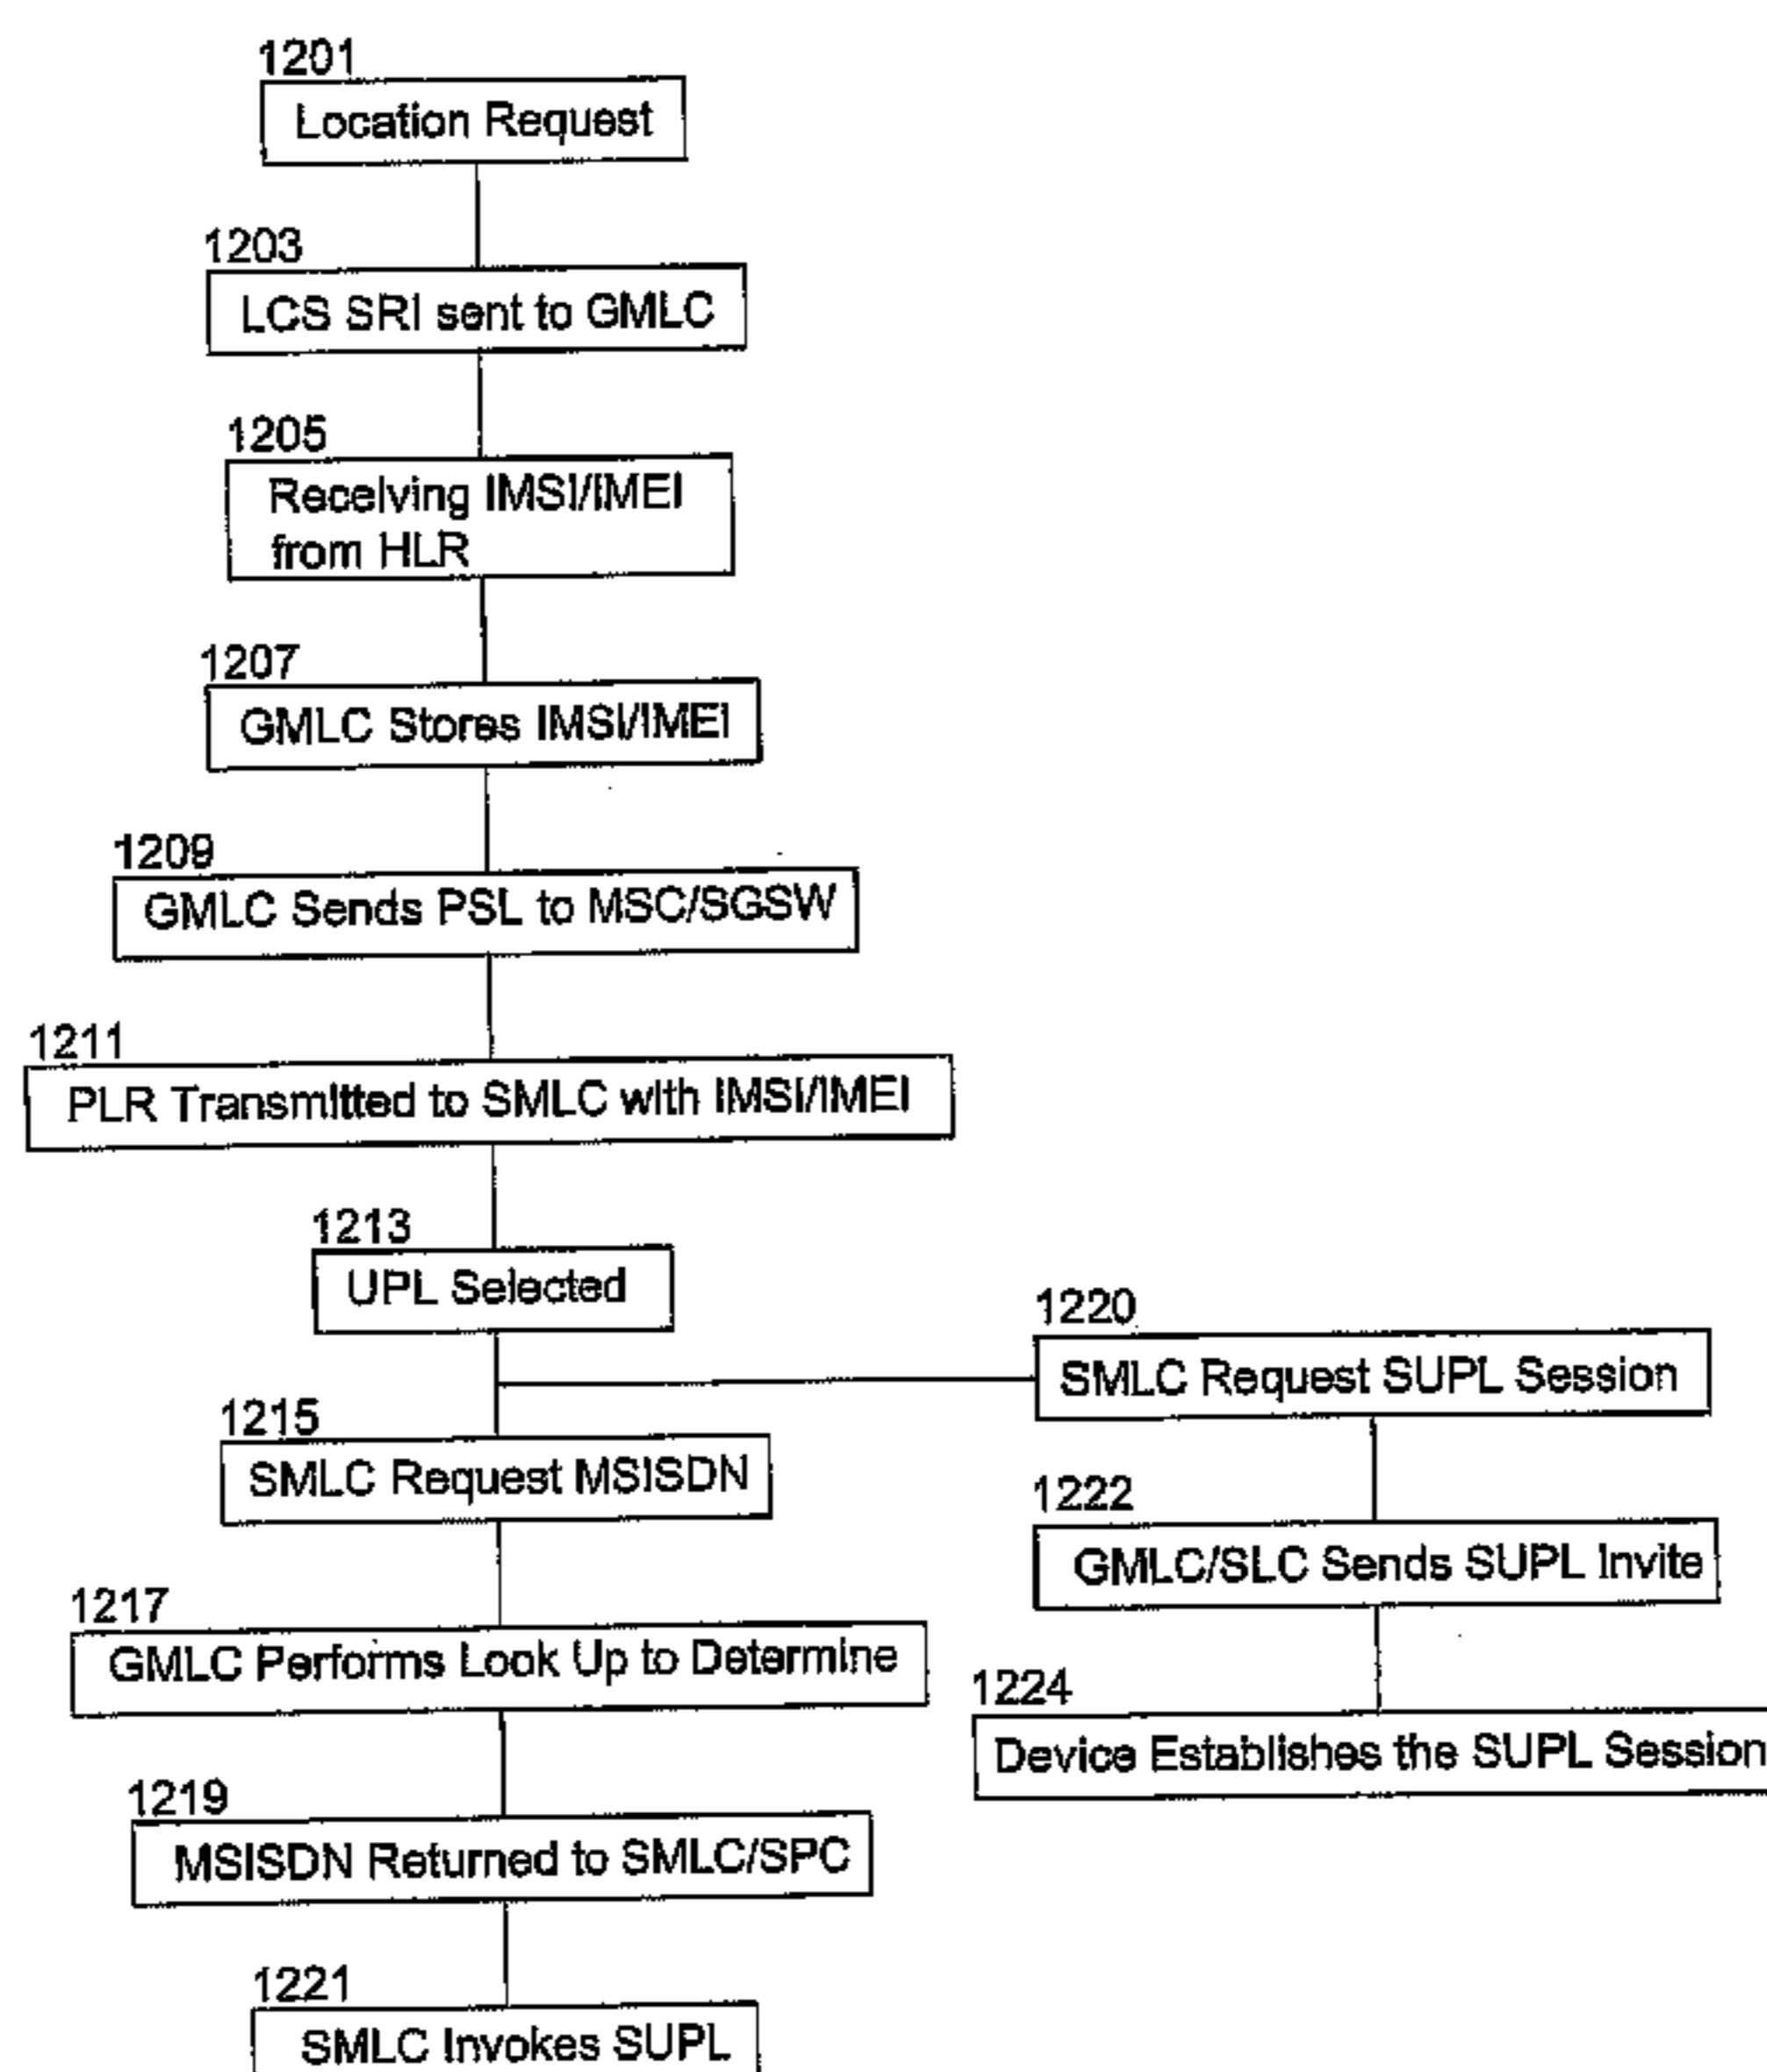 1201
Location Request
1203
LCS SRI sent to GMLC
1205
Receiving IMSI/IMEI
from HLR
1207
GMLC Stores IMSI/IMEI
1209
GMLC Sends PSL to MSC/SGSW
1211
PLR Transmitted to SMLC with IMSI/IMEI
1213
UPL Selected
1215
SMLC Request MSISDN
1217
GMLC Performs Look Up to Determine
1219
MSISDN Returned to SMLC/SPC
1221
SMLC Invokes SUPL
1220
SMLC Request SUPL Session
1222
GMLC/SLC Sends SUPL Invite
1224
Device Establishes the SUPL Session